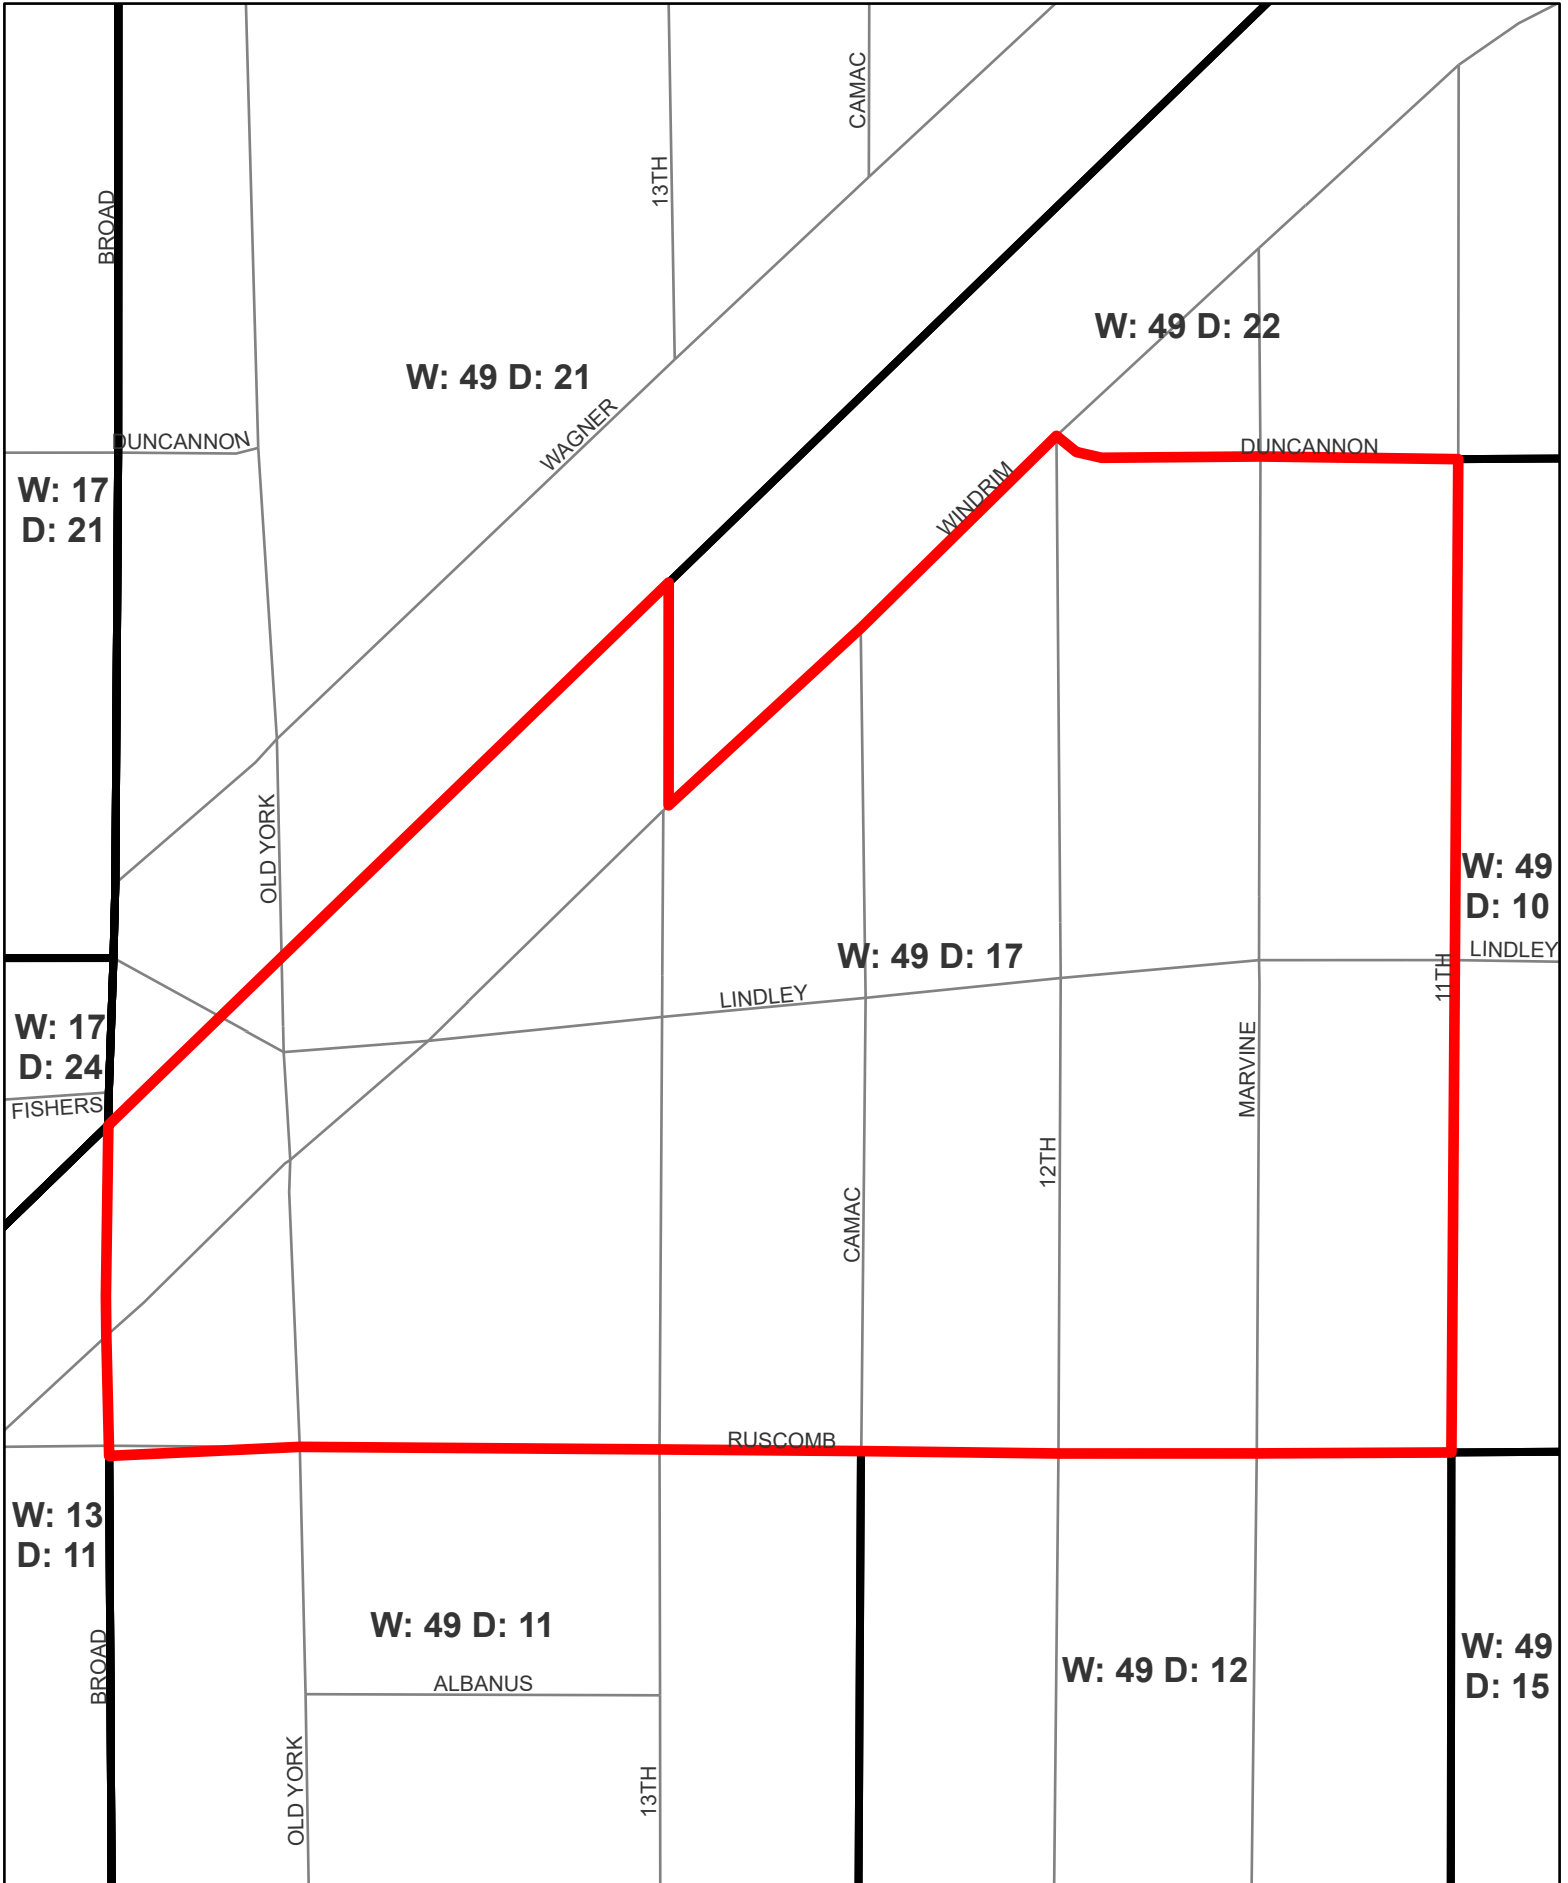 CAMAC
13TH
BROAD
W: 49 D: 22
W: 49 D: 21
WAGNER
DUNCANNON
DUNCANNON
W: 17
D: 21
WINDRIM
OLD YORK
W: 49
D: 10
W: 49 D: 17
LINDLEY
LINDLEY
11TH
W: 17
D: 24
FISHERS
MARVINE
12TH
CAMAC
RUSCOMB
W: 13
D: 11
W: 49 D: 11
BROAD
W: 49 D: 12
W: 49
D: 15
ALBANUS
OLD YORK
13TH